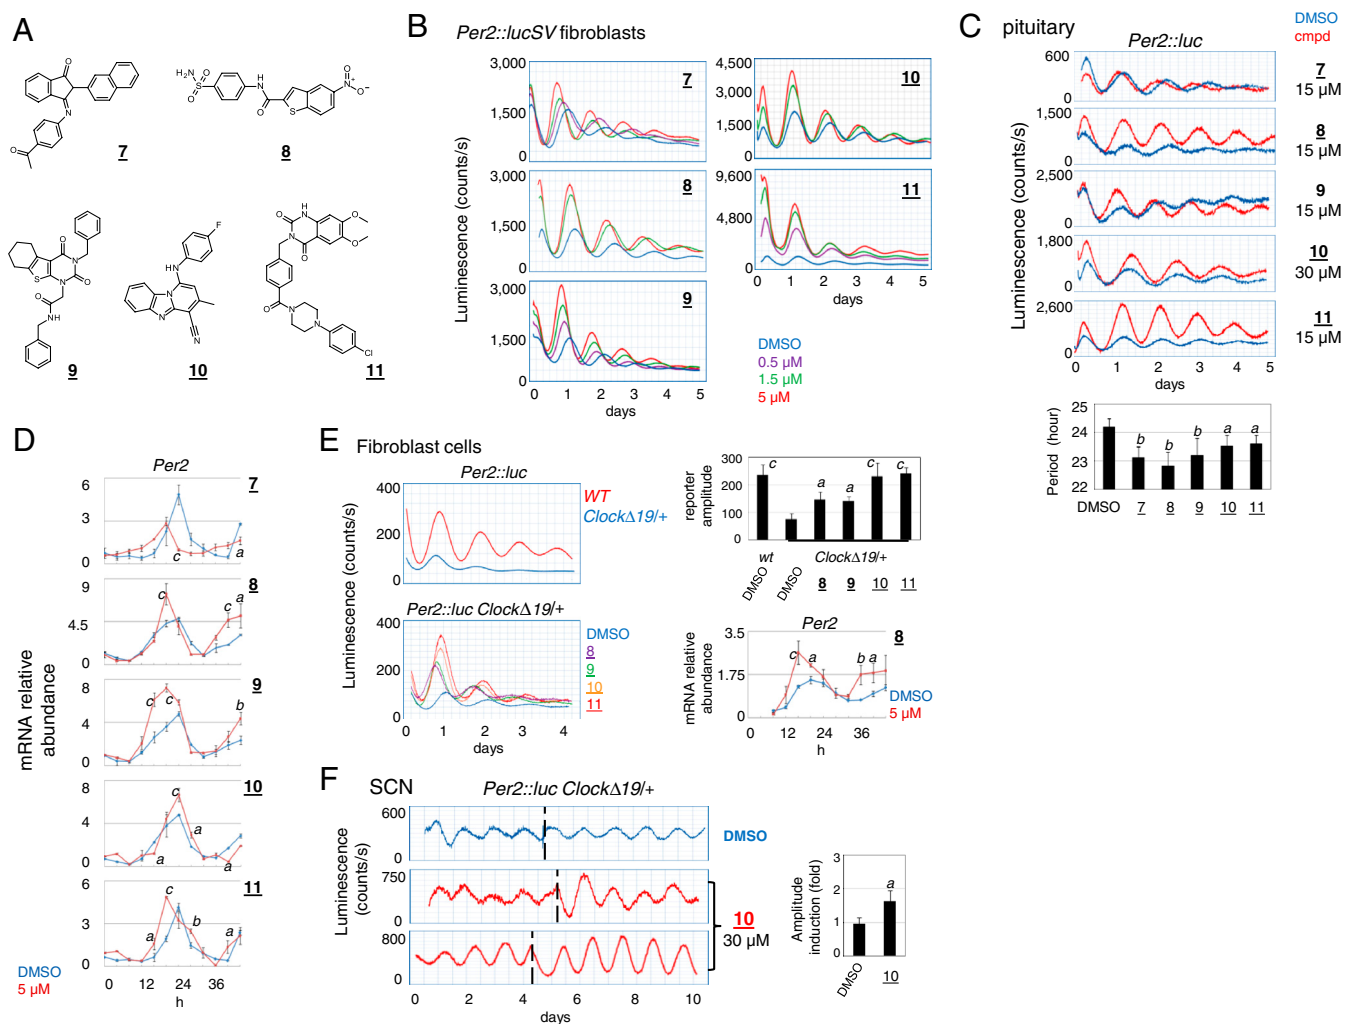 A
O
N
O
7
H2N
S
O
O
H
N
O
S
N+
O
O-
8
O
N
N
O
S
O
NH
9
F
HN
N
N
N
10
H
N
O
N
O
O
O
O
N
N
Cl
11
B
Per2::lucSV fibroblasts
Luminescence (counts/s)
3,000
1,500
0
7
3,000
1,500
0
8
3,000
1,500
0
9
0 1 2 3 4 5
days
4,500
3,000
1,500
0
10
9,600
4,800
0
11
0 1 2 3 4 5
days
DMSO
0.5 µM
1.5 µM
5 µM
C
pituitary
Per2::luc
DMSO
cmpd
Luminescence (counts/s)
600
0
7
15 µM
1,500
0
8
15 µM
2,500
0
9
15 µM
1.800
0
10
30 µM
2,600
0
11
15 µM
0 1 2 3 4 5
days
Period (hour)
25
24
23
22
b b b a a
DMSO 7 8 9 10 11
D
Per2
mRNA relative
abundance
6
3
0
7
c a
9
4.5
0
8
c c a
8
4
0
9
c c b
8
4
0
10
a c a a
6
3
0
11
a c b a
0 12 24 36
h
DMSO
5 µM
E
Fibroblast cells
Per2::luc
Luminescence (counts/s)
400
200
0
WT
ClockΔ19/+
Per2::luc ClockΔ19/+
400
200
0
DMSO
8
9
10
11
0 1 2 3 4
days
reporter
amplitude
300
200
100
0
c a a c c
wt ClockΔ19/+
DMSO DMSO 8 9 10 11
Per2
8
mRNA relative
abundance
3.5
1.75
0
c a b a
DMSO
5 µM
0 12 24 36
h
F
SCN
Per2::luc ClockΔ19/+
Luminescence
(counts/s)
600
0
DMSO
750
0
800
0
10
30 µM
0 2 4 6 8 10
days
Amplitude
induction (fold)
3
2
1
0
a
DMSO 10